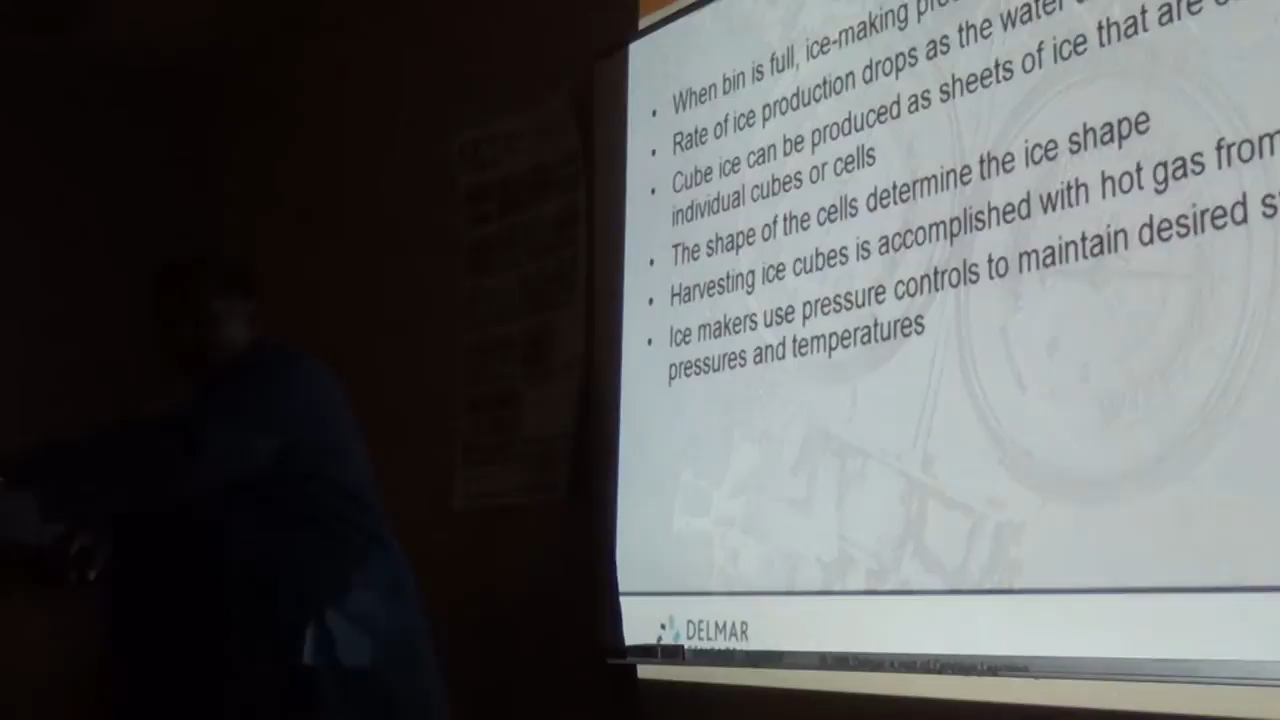 • When bin is full, ice-making
• Rate of ice production drops as the water
• Cube ice can be produced as sheets of ice that are
individual cubes or cells
• The shape of the cells determine the ice shape
• Harvesting ice cubes is accomplished with hot gas from
• Ice makers use pressure controls to maintain desired
pressures and temperatures
DELMAR